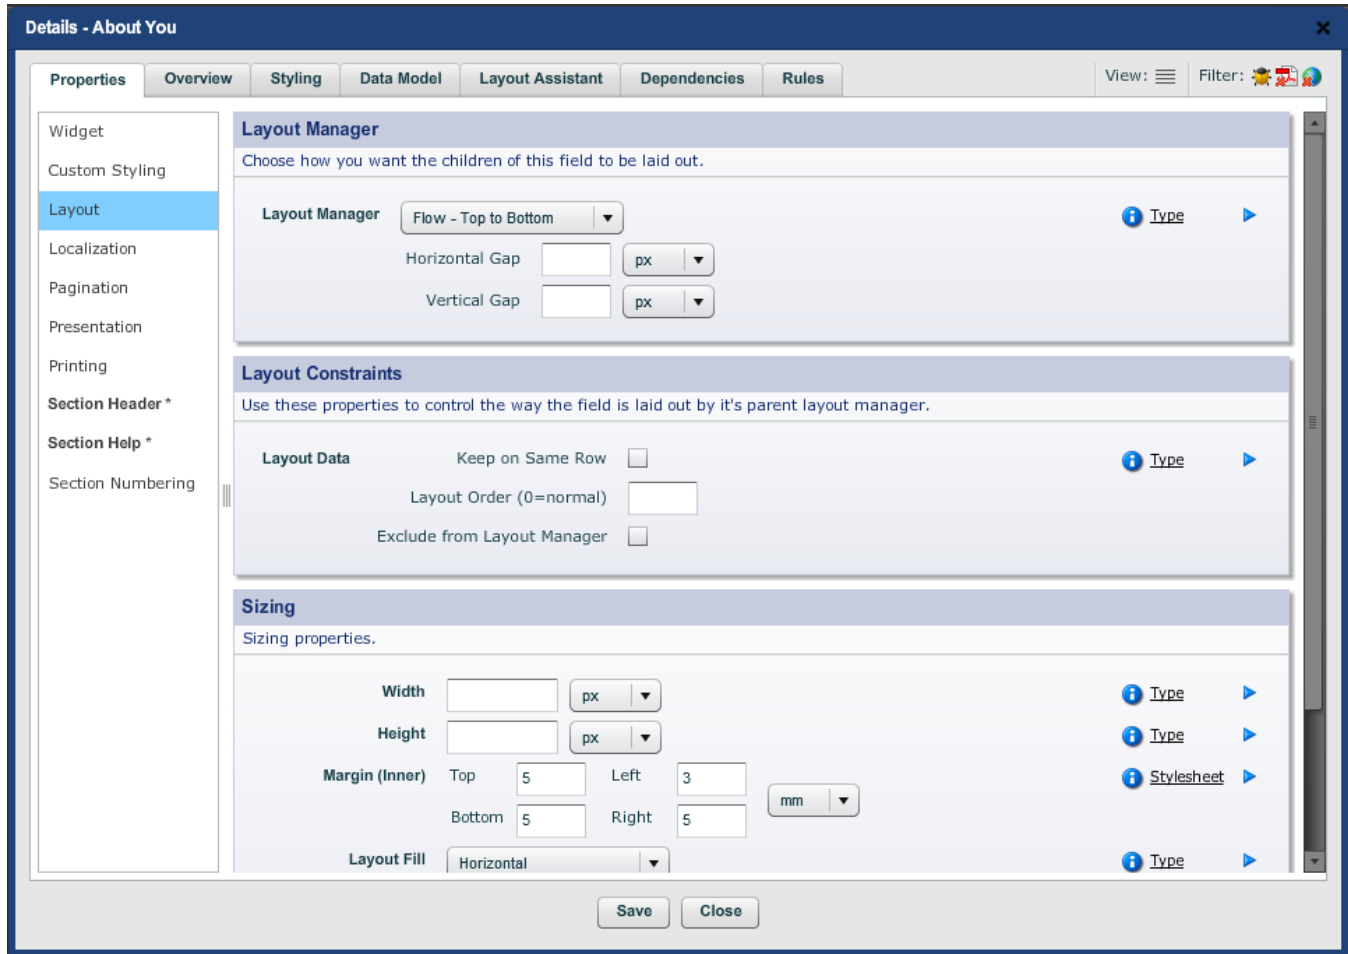 Details - About You
Properties Overview Styling Data Model Layout Assistant Dependencies Rules View: Filter:
Widget
Custom Styling
Layout
Localization
Pagination
Presentation
Printing
Section Header *
Section Help *
Section Numbering
Layout Manager
Choose how you want the children of this field to be laid out.
Layout Manager Flow - Top to Bottom Type
Horizontal Gap px
Vertical Gap px
Layout Constraints
Use these properties to control the way the field is laid out by it's parent layout manager.
Layout Data Keep on Same Row Type
Layout Order (0=normal)
Exclude from Layout Manager
Sizing
Sizing properties.
Width px Type
Height px Type
Margin (Inner) Top 5 Left 3 mm Stylesheet
Bottom 5 Right 5
Layout Fill Horizontal Type
Save Close